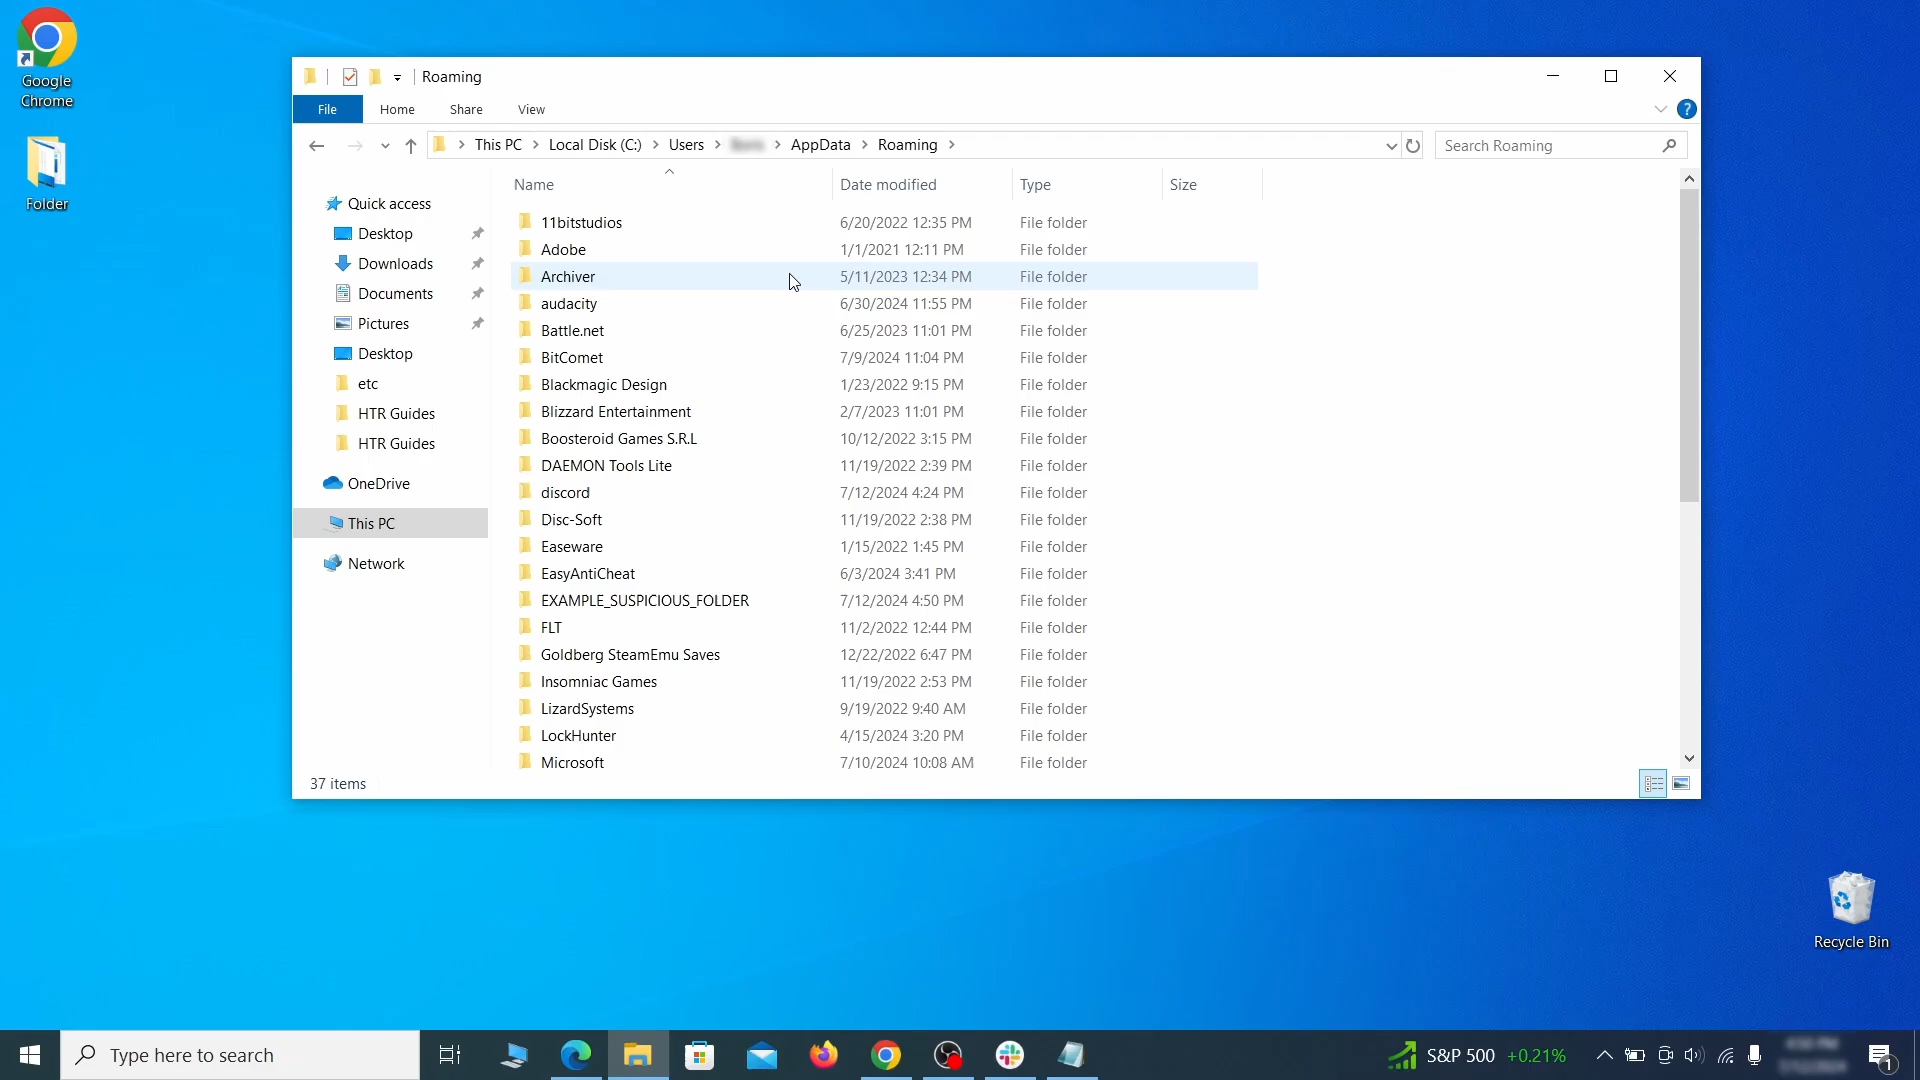 Google
Chrome
Folder
Roaming
File Home Share View
This PC Local Disk (C:) Users AppData Roaming
Search Roaming
Name Date modified Type Size
Quick access
Desktop
Downloads
Documents
Pictures
Desktop
etc
HTR Guides
HTR Guides
OneDrive
This PC
Network
11bitstudios 6/20/2022 12:35 PM File folder
Adobe 1/1/2021 12:11 PM File folder
Archiver 5/11/2023 12:34 PM File folder
audacity 6/30/2024 11:55 PM File folder
Battle.net 6/25/2023 11:01 PM File folder
BitComet 7/9/2024 11:04 PM File folder
Blackmagic Design 1/23/2022 9:15 PM File folder
Blizzard Entertainment 2/7/2023 11:01 PM File folder
Boosteroid Games S.R.L 10/12/2022 3:15 PM File folder
DAEMON Tools Lite 11/19/2022 2:39 PM File folder
discord 7/12/2024 4:24 PM File folder
Disc-Soft 11/19/2022 2:38 PM File folder
Easeware 1/15/2022 1:45 PM File folder
EasyAntiCheat 6/3/2024 3:41 PM File folder
EXAMPLE_SUSPICIOUS_FOLDER 7/12/2024 4:50 PM File folder
FLT 11/2/2022 12:44 PM File folder
Goldberg SteamEmu Saves 12/22/2022 6:47 PM File folder
Insomniac Games 11/19/2022 2:53 PM File folder
LizardSystems 9/19/2022 9:40 AM File folder
LockHunter 4/15/2024 3:20 PM File folder
Microsoft 7/10/2024 10:08 AM File folder
37 items
Recycle Bin
Type here to search
S&P 500 +0.21%
1